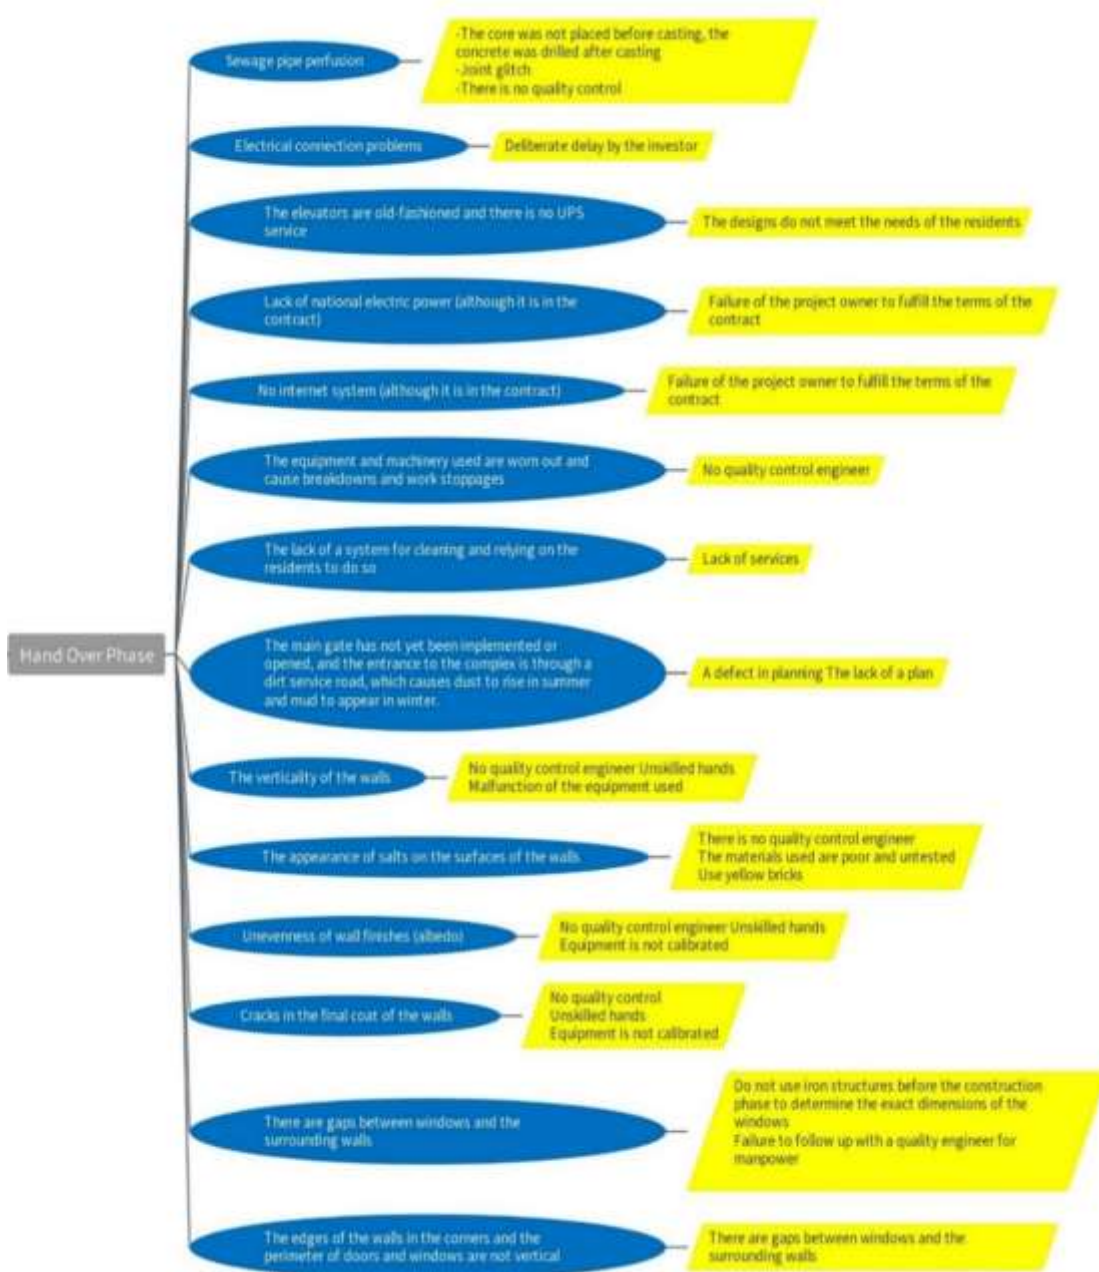 Sewage pipe perfusion
-The core was not placed before casting, the
concrete was drilled after casting
-Joint glitch
-There is no quality control
Electrical connection problems
Deliberate delay by the investor
The elevators are old-fashioned and there is no UPS
service
The designs do not meet the needs of the residents
Lack of national electric power (although it is in the
contract)
Failure of the project owner to fulfill the terms of the
contract
No internet system (although it is in the contract)
Failure of the project owner to fulfill the terms of the
contract
The equipment and machinery used are worn out and
cause breakdowns and work stoppages
No quality control engineer
The lack of a system for cleaning and relying on the
residents to do so
Lack of services
Hand Over Phase
The main gate has not yet been implemented or
opened, and the entrance to the complex is through a
dirt service road, which causes dust to rise in summer
and mud to appear in winter.
A defect in planning The lack of a plan
The verticality of the walls
No quality control engineer Unskilled hands
Malfunction of the equipment used
The appearance of salts on the surfaces of the walls
There is no quality control engineer
The materials used are poor and untested
Use yellow bricks
Unevenness of wall finishes (albedo)
No quality control engineer Unskilled hands
Equipment is not calibrated
Cracks in the final coat of the walls
No quality control
Unskilled hands
Equipment is not calibrated
There are gaps between windows and the
surrounding walls
Do not use iron structures before the construction
phase to determine the exact dimensions of the
windows
Failure to follow up with a quality engineer for
manpower
The edges of the walls in the corners and the
perimeter of doors and windows are not vertical
There are gaps between windows and the
surrounding walls